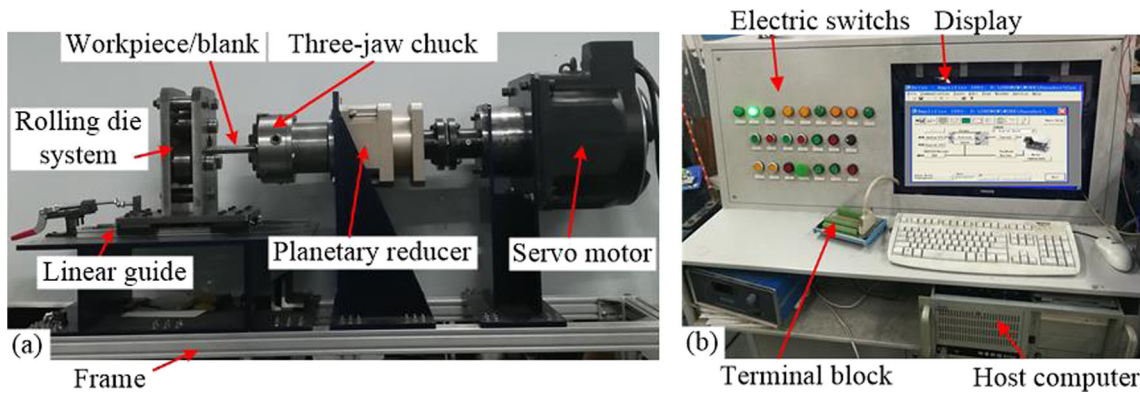 Workpiece/blank
Three-jaw chuck
Rolling die
system
Planetary reducer
Servo motor
Linear guide
(a)
Frame
Electric switchs
Display
(b)
Terminal block
Host computer